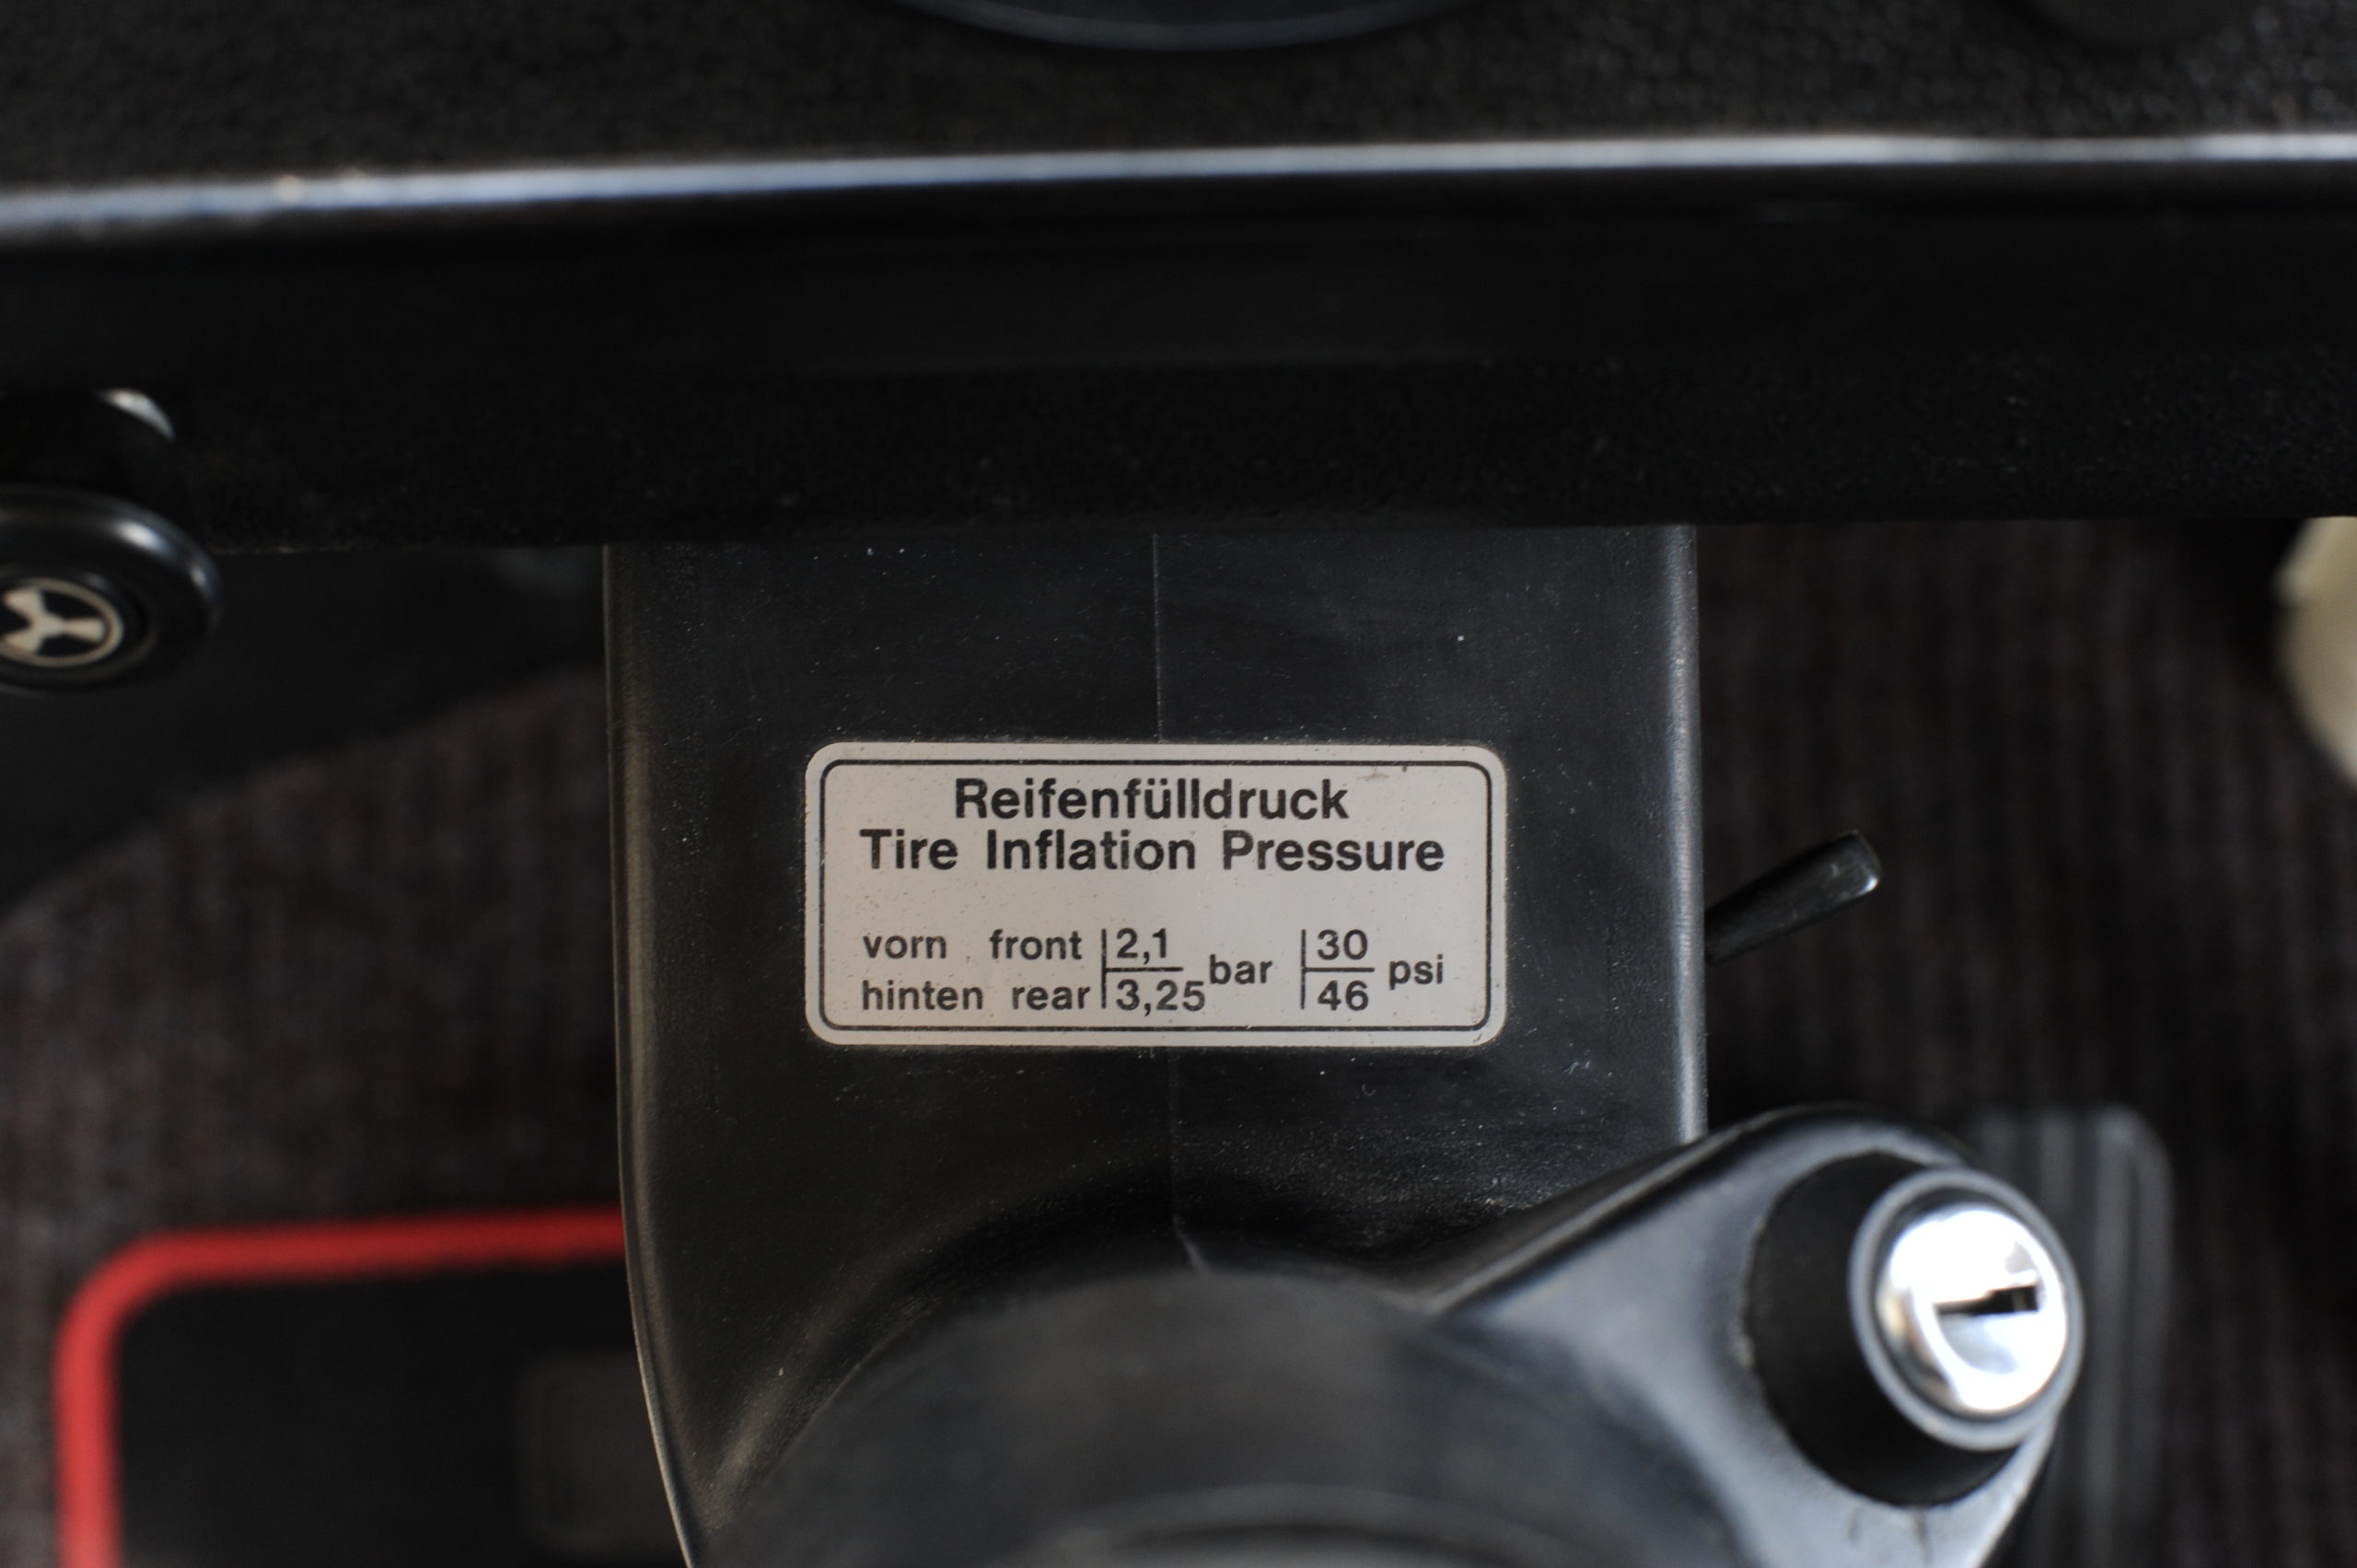 Reifenfülldruck
Tire Inflation Pressure
vorn front 2,1 bar 30 psi
hinten rear 3,25 46